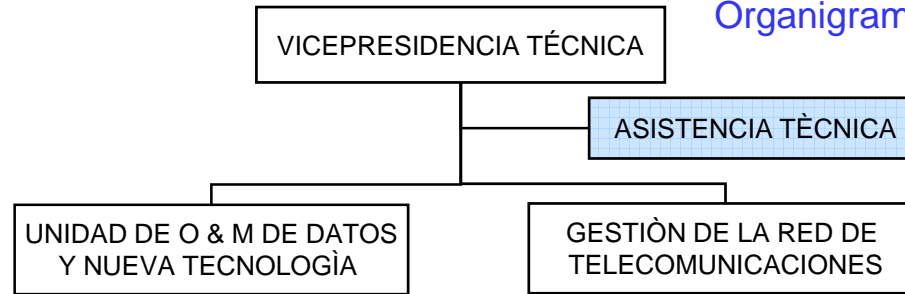 Organigram
VICEPRESIDENCIA TÉCNICA
ASISTENCIA TÈCNICA
UNIDAD DE O & M DE DATOS
Y NUEVA TECNOLOGÌA
GESTIÒN DE LA RED DE
TELECOMUNICACIONES